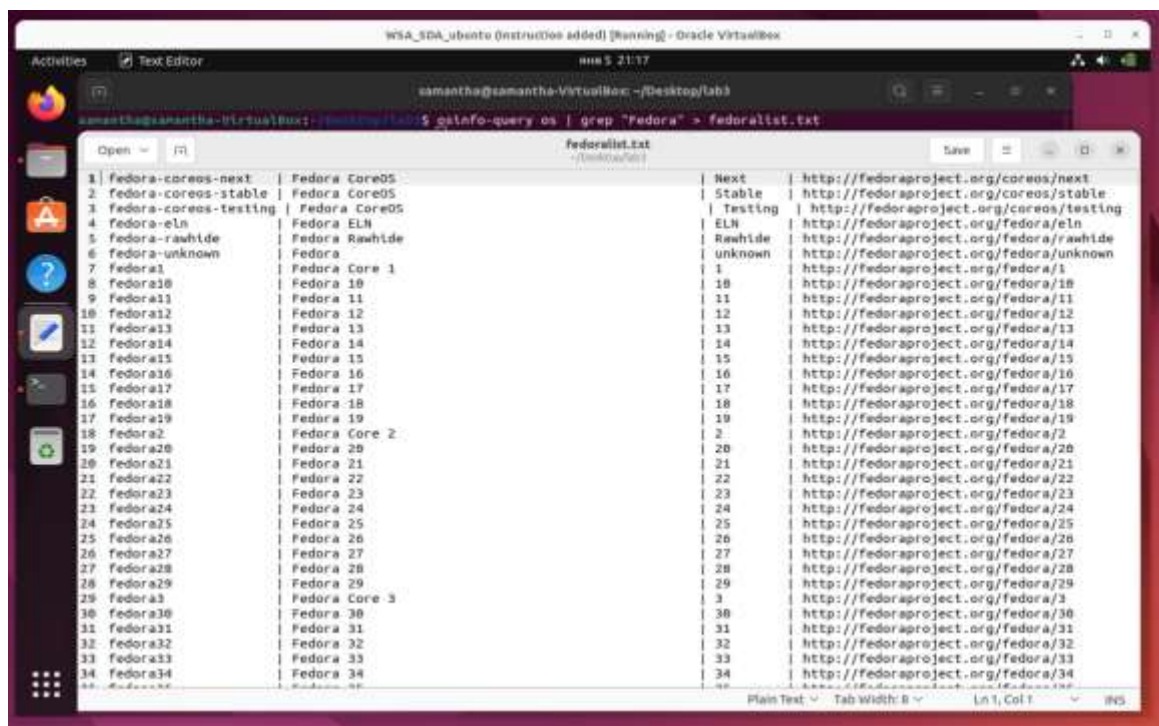 WSA_SDA_ubuntu (instruction added) [Running] - Oracle VirtualBox
Activities Text Editor 5 21:17
samantha@samantha-VirtualBox: ~/Desktop/lab3
samantha@samantha-VirtualBox:~/Desktop/lab3$ osinfo-query os | grep "Fedora" > fedoralist.txt
Open fedoralist.txt Save
~/Desktop/lab3
1 fedora-coreos-next | Fedora CoreOS | Next | http://fedoraproject.org/coreos/next
2 fedora-coreos-stable | Fedora CoreOS | Stable | http://fedoraproject.org/coreos/stable
3 fedora-coreos-testing | Fedora CoreOS | Testing | http://fedoraproject.org/coreos/testing
4 fedora-eln | Fedora ELN | ELN | http://fedoraproject.org/fedora/eln
5 fedora-rawhide | Fedora Rawhide | Rawhide | http://fedoraproject.org/fedora/rawhide
6 fedora-unknown | Fedora | unknown | http://fedoraproject.org/fedora/unknown
7 fedora1 | Fedora Core 1 | 1 | http://fedoraproject.org/fedora/1
8 fedora10 | Fedora 10 | 10 | http://fedoraproject.org/fedora/10
9 fedora11 | Fedora 11 | 11 | http://fedoraproject.org/fedora/11
10 fedora12 | Fedora 12 | 12 | http://fedoraproject.org/fedora/12
11 fedora13 | Fedora 13 | 13 | http://fedoraproject.org/fedora/13
12 fedora14 | Fedora 14 | 14 | http://fedoraproject.org/fedora/14
13 fedora15 | Fedora 15 | 15 | http://fedoraproject.org/fedora/15
14 fedora16 | Fedora 16 | 16 | http://fedoraproject.org/fedora/16
15 fedora17 | Fedora 17 | 17 | http://fedoraproject.org/fedora/17
16 fedora18 | Fedora 18 | 18 | http://fedoraproject.org/fedora/18
17 fedora19 | Fedora 19 | 19 | http://fedoraproject.org/fedora/19
18 fedora2 | Fedora Core 2 | 2 | http://fedoraproject.org/fedora/2
19 fedora20 | Fedora 20 | 20 | http://fedoraproject.org/fedora/20
20 fedora21 | Fedora 21 | 21 | http://fedoraproject.org/fedora/21
21 fedora22 | Fedora 22 | 22 | http://fedoraproject.org/fedora/22
22 fedora23 | Fedora 23 | 23 | http://fedoraproject.org/fedora/23
23 fedora24 | Fedora 24 | 24 | http://fedoraproject.org/fedora/24
24 fedora25 | Fedora 25 | 25 | http://fedoraproject.org/fedora/25
25 fedora26 | Fedora 26 | 26 | http://fedoraproject.org/fedora/26
26 fedora27 | Fedora 27 | 27 | http://fedoraproject.org/fedora/27
27 fedora28 | Fedora 28 | 28 | http://fedoraproject.org/fedora/28
28 fedora29 | Fedora 29 | 29 | http://fedoraproject.org/fedora/29
29 fedora3 | Fedora Core 3 | 3 | http://fedoraproject.org/fedora/3
30 fedora30 | Fedora 30 | 30 | http://fedoraproject.org/fedora/30
31 fedora31 | Fedora 31 | 31 | http://fedoraproject.org/fedora/31
32 fedora32 | Fedora 32 | 32 | http://fedoraproject.org/fedora/32
33 fedora33 | Fedora 33 | 33 | http://fedoraproject.org/fedora/33
34 fedora34 | Fedora 34 | 34 | http://fedoraproject.org/fedora/34
Plain Text Tab Width: 8 Ln 1, Col 1 INS